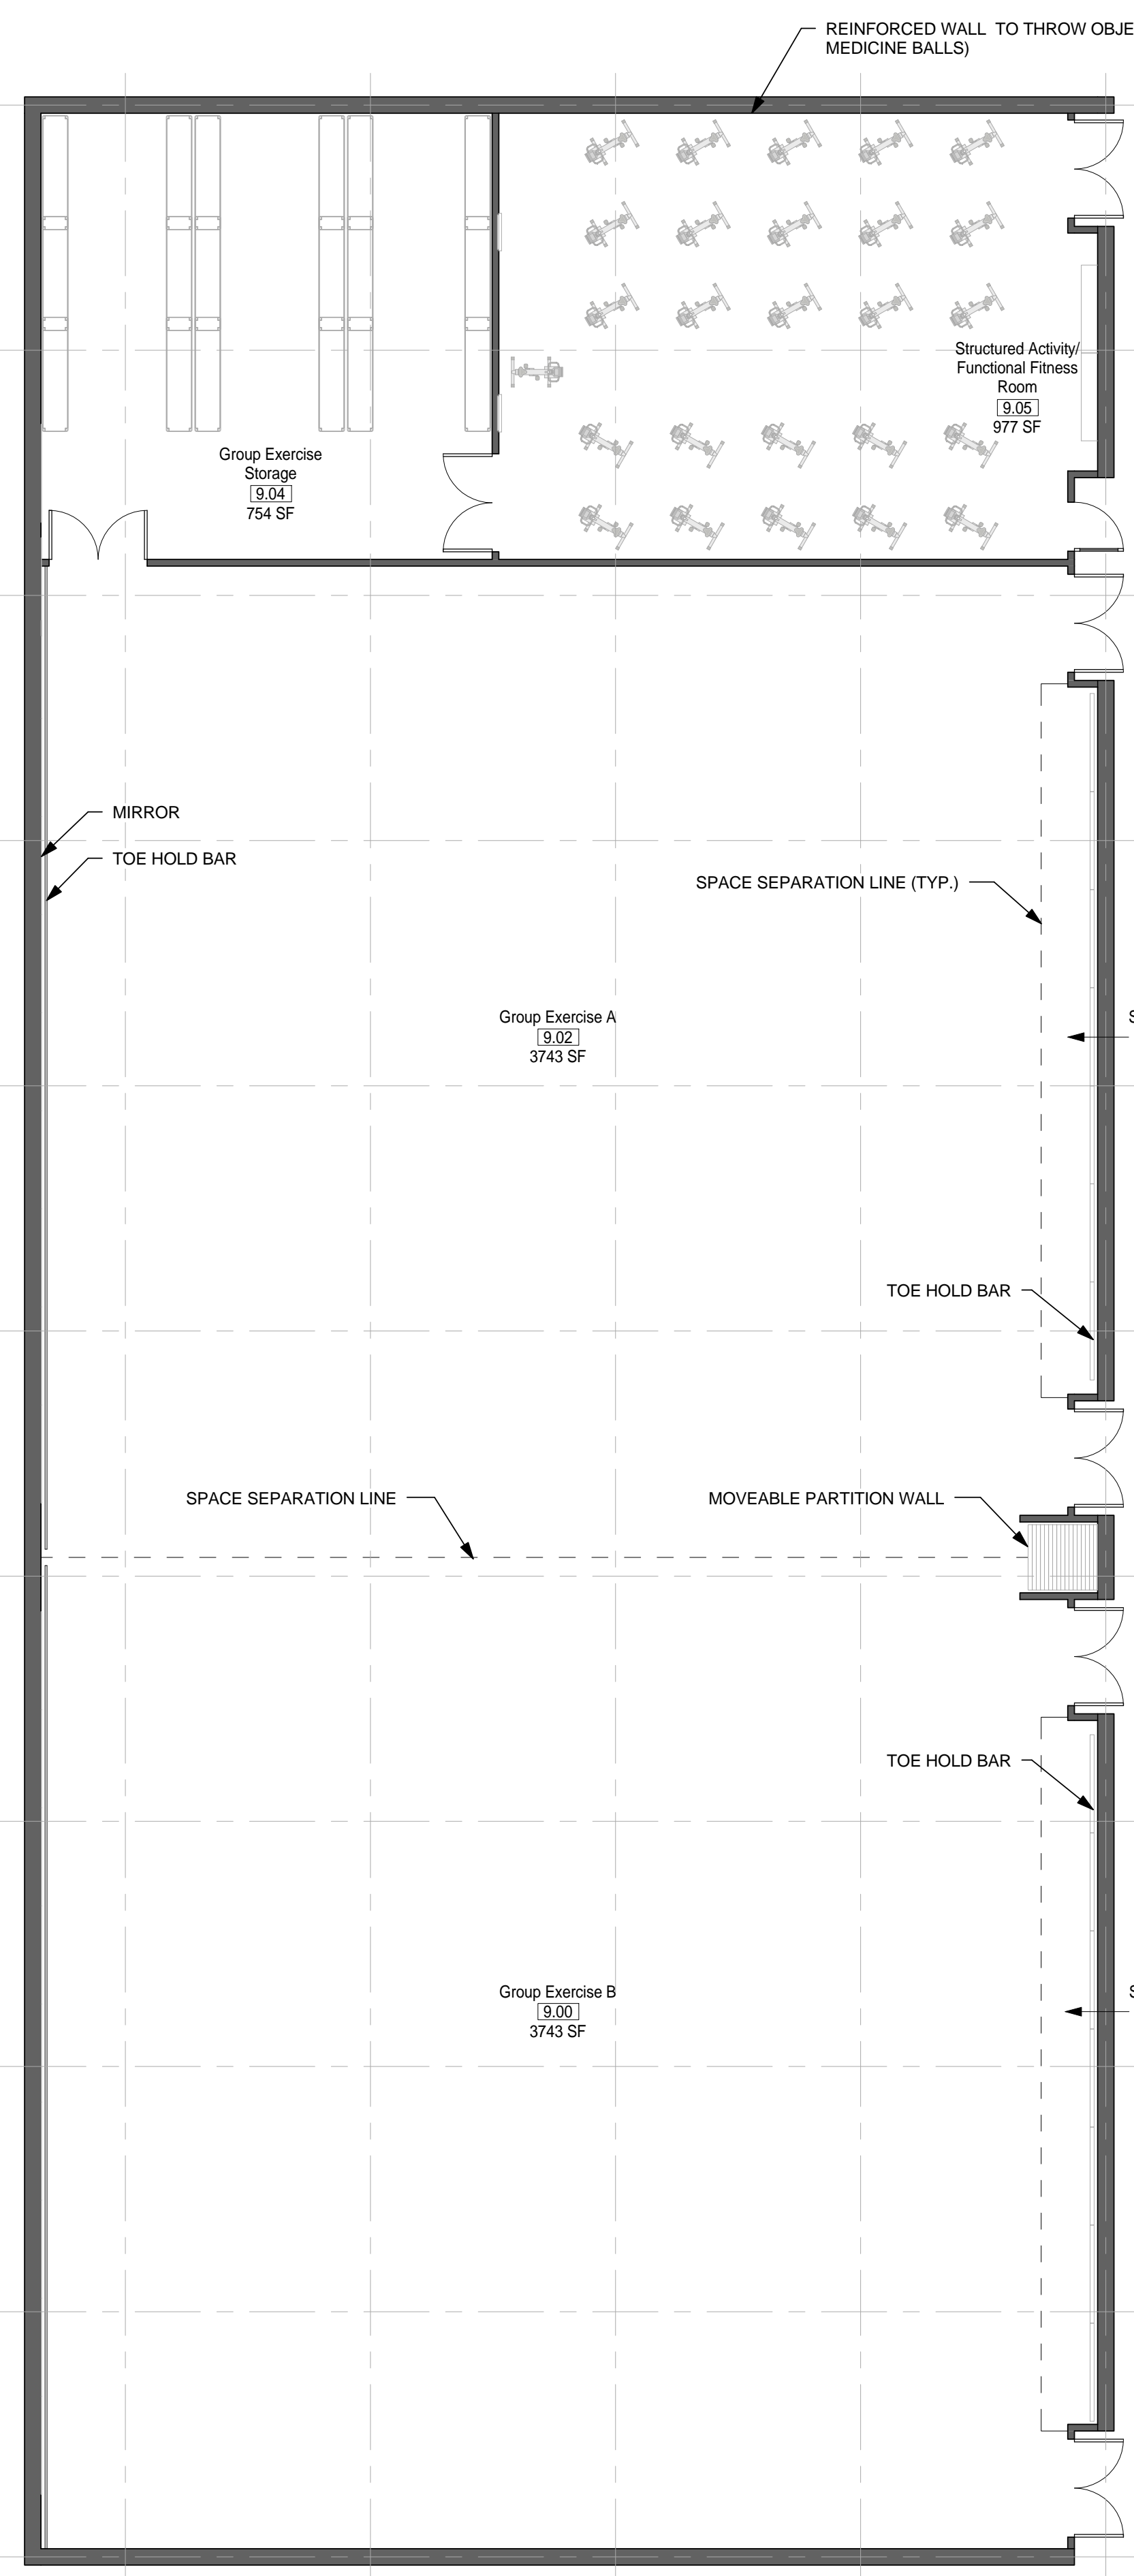 REINFORCED WALL TO THROW
MEDICINE BALLS)
Structured Activity/
Functional Fitness
Room
9.05
977 SF
Group Exercise
Storage
9.04
754 SF
MIRROR
TOE HOLD BAR
SPACE SEPARATION LINE (TYP.)
Group Exercise A
9.02
3743 SF
TOE HOLD BAR
SPACE SEPARATION LINE
MOVEABLE PARTITION WALL
TOE HOLD BAR
Group Exercise B
9.00
3743 SF